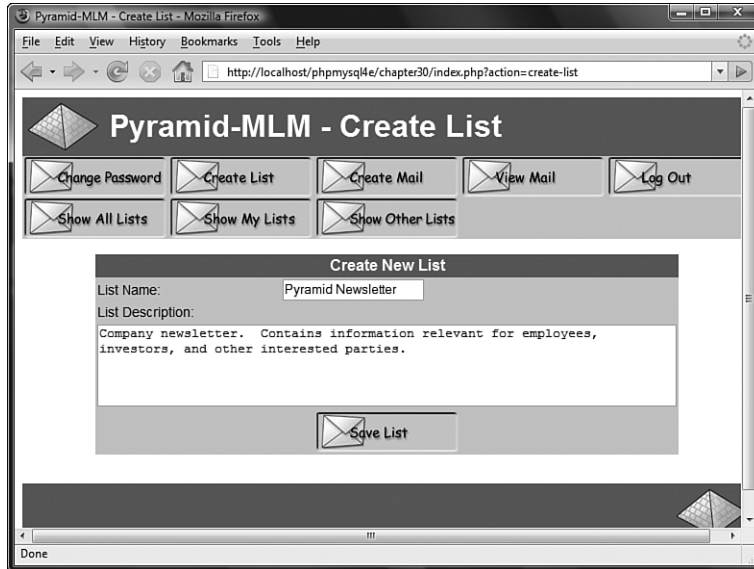 Pyramid-MLM - Create List - Mozilla Firefox
File Edit View History Bookmarks Tools Help
http://localhost/phpmysql4e/chapter30/index.php?action=create-list
Pyramid-MLM - Create List
Change Password Create List Create Mail View Mail Log Out
Show All Lists Show My Lists Show Other Lists
Create New List
List Name: Pyramid Newsletter
List Description:
Company newsletter. Contains information relevant for employees,
investors, and other interested parties.
Save List
Done